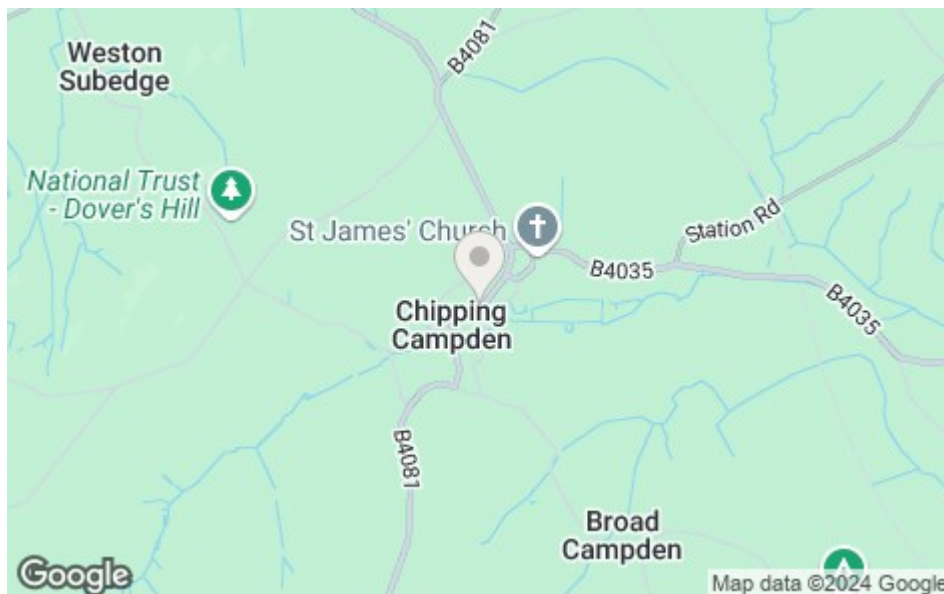 Weston
Subedge
B4081
National Trust
- Dover's Hill
St James' Church
Station Rd
B4035
B4035
Chipping
Campden
B4081
Broad
Campden
Google
Map data ©2024 Google